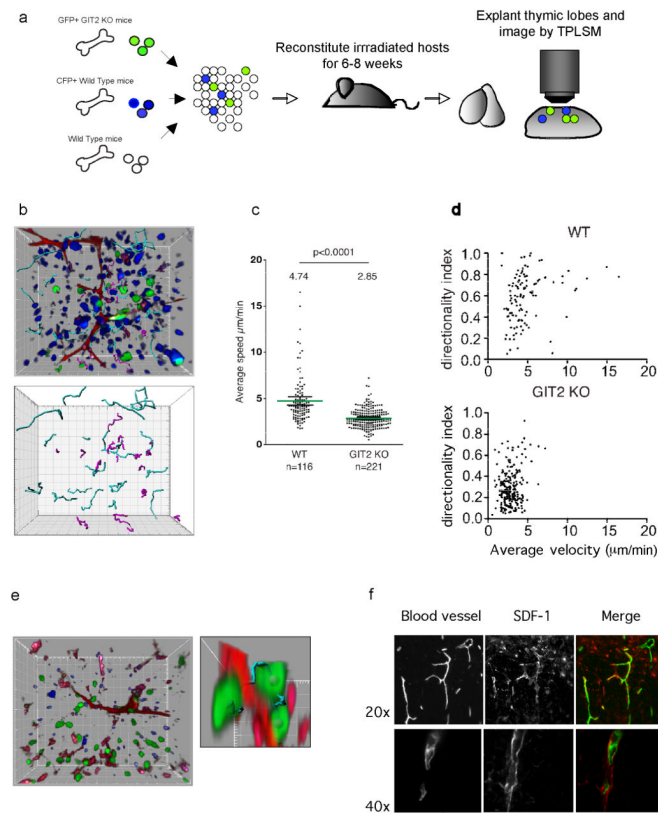 a
GFP+ GIT2 KO mice
CFP+ Wild Type mice
Wild Type mice
Reconstitute irradiated hosts
for 6-8 weeks
Explant thymic lobes and
image by TPLSM
b
c
p<0.0001
4.74
2.85
Average speed µm/min
20
15
10
5
0
WT
n=116
GIT2 KO
n=221
d
WT
directionality index
1.0
0.8
0.6
0.4
0.2
0
0
5
10
15
20
GIT2 KO
directionality index
1.0
0.8
0.6
0.4
0.2
0
0
5
10
15
20
Average velocity (µm/min)
e
f
Blood vessel
SDF-1
Merge
20x
40x